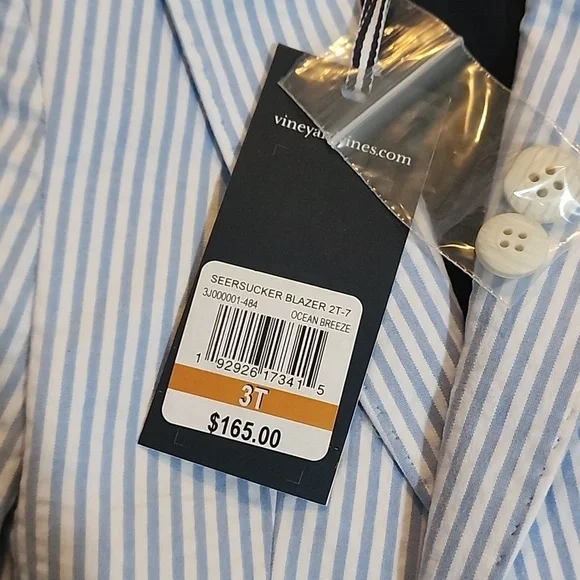 vineyardvines.com
SEERSUCKER BLAZER 2T-7
3J000001-484
OCEAN BREEZE
1 92926 17341 5
3T
$165.00